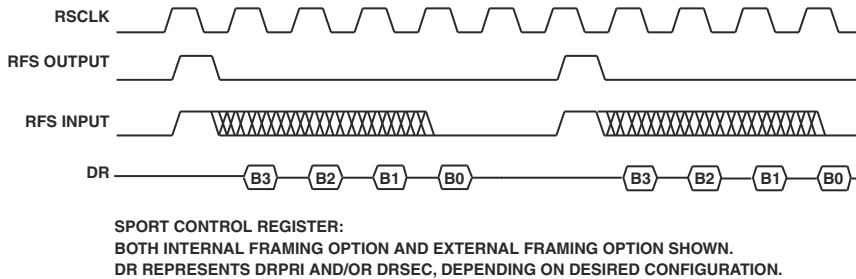 RSCLK
RFS OUTPUT
RFS INPUT
DR B3 B2 B1 B0 B3 B2 B1 B0
SPORT CONTROL REGISTER:
BOTH INTERNAL FRAMING OPTION AND EXTERNAL FRAMING OPTION SHOWN.
DR REPRESENTS DRPRI AND/OR DRSEC, DEPENDING ON DESIRED CONFIGURATION.